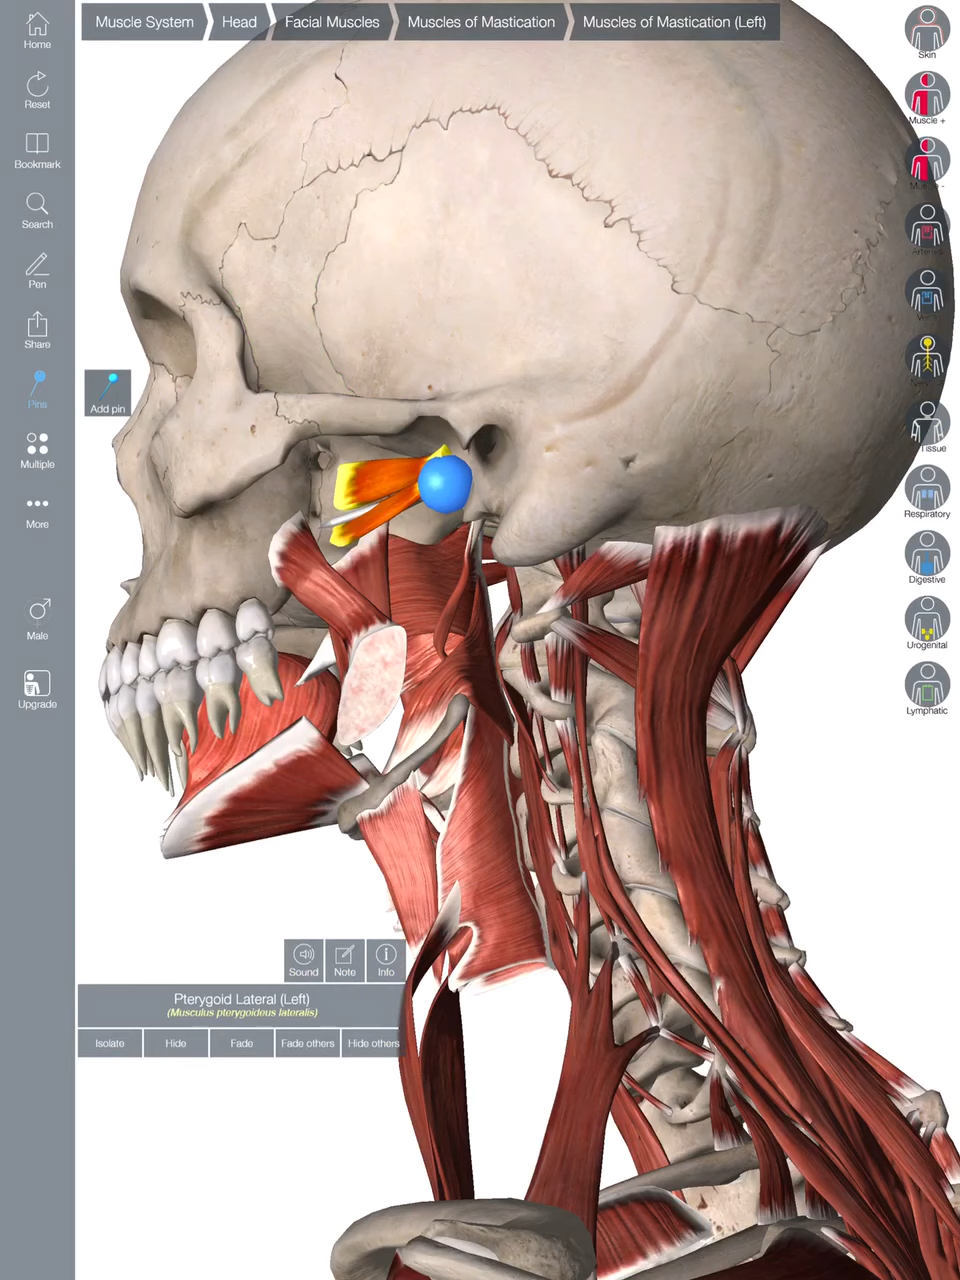 Muscle System
Head
Facial Muscles
Muscles of Mastication
Muscles of Mastication (Left)
Home
Reset
Bookmark
Search
Pen
Share
Pins
Add pin
Multiple
More
Male
Upgrade
Skin
Muscle +
Tissue
Respiratory
Digestive
Urogenital
Lymphatic
Sound
Note
Info
Pterygoid Lateral (Left)
(Musculus pterygoideus lateralis)
Isolate
Hide
Fade
Fade others
Hide others